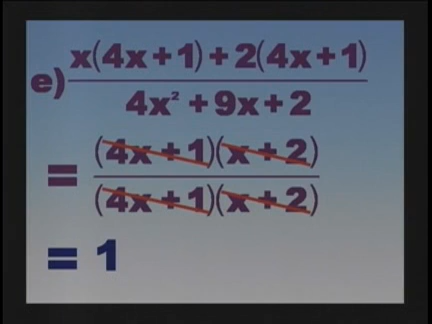 e) x(4x+1)+2(4x+1)
4x²+9x+2
= (4x+1)(x+2)
(4x+1)(x+2)
= 1